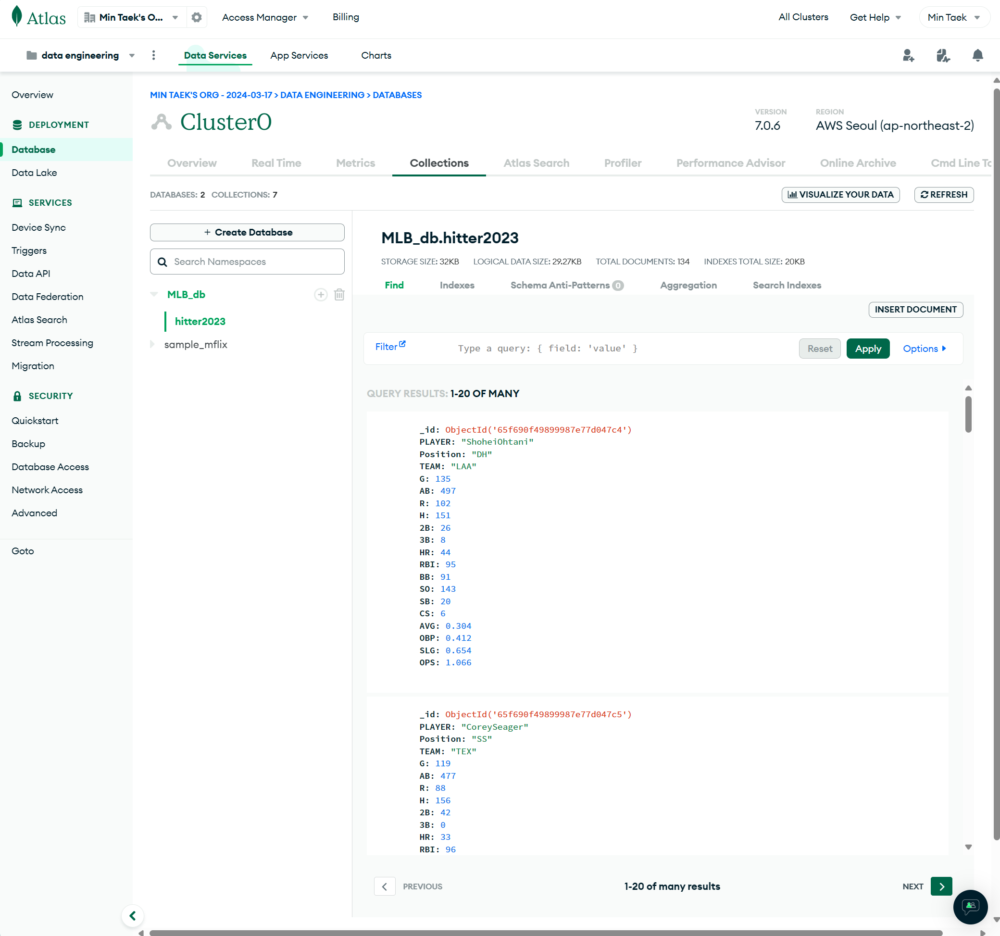 Atlas
Min Taek's O...
Access Manager
Billing
All Clusters
Get Help
Min Taek
data engineering
Data Services
App Services
Charts
Overview
DEPLOYMENT
Database
Data Lake
SERVICES
Device Sync
Triggers
Data API
Data Federation
Atlas Search
Stream Processing
Migration
SECURITY
Quickstart
Backup
Database Access
Network Access
Advanced
Goto
MIN TAEK'S ORG - 2024-03-17 > DATA ENGINEERING > DATABASES
Cluster0
VERSION
7.0.6
REGION
AWS Seoul (ap-northeast-2)
Overview
Real Time
Metrics
Collections
Atlas Search
Profiler
Performance Advisor
Online Archive
Cmd Line To
DATABASES: 2 COLLECTIONS: 7
VISUALIZE YOUR DATA
REFRESH
+ Create Database
Search Namespaces
MLB_db
hitter2023
sample_mflix
MLB_db.hitter2023
STORAGE SIZE: 32KB LOGICAL DATA SIZE: 29.27KB TOTAL DOCUMENTS: 134 INDEXES TOTAL SIZE: 20KB
Find
Indexes
Schema Anti-Patterns 0
Aggregation
Search Indexes
INSERT DOCUMENT
Filter
Type a query: { field: 'value' }
Reset
Apply
Options
QUERY RESULTS: 1-20 OF MANY
_id: ObjectId('65f690f49899987e77d047c4')
PLAYER: "ShoheiOhtani"
Position: "DH"
TEAM: "LAA"
G: 135
AB: 497
R: 102
H: 151
2B: 26
3B: 8
HR: 44
RBI: 95
BB: 91
SO: 143
SB: 20
CS: 6
AVG: 0.304
OBP: 0.412
SLG: 0.654
OPS: 1.066
_id: ObjectId('65f690f49899987e77d047c5')
PLAYER: "CoreySeager"
Position: "SS"
TEAM: "TEX"
G: 119
AB: 477
R: 88
H: 156
2B: 42
3B: 0
HR: 33
RBI: 96
PREVIOUS
1-20 of many results
NEXT